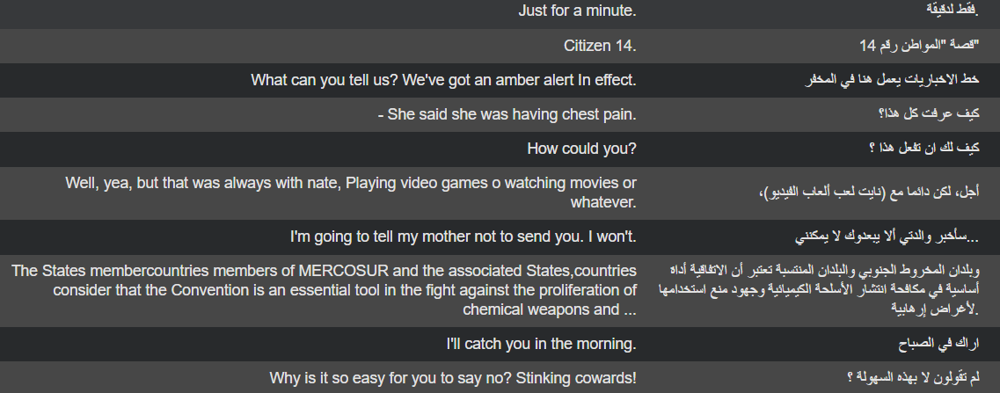 Just for a minute.
فقط لدقيقة.
Citizen 14.
قصة "المواطن رقم 14"
What can you tell us? We've got an amber alert In effect.
خط الاخباريات يعمل هنا في المخفر
- She said she was having chest pain.
كيف عرفت كل هذا؟
How could you?
كيف لك ان تفعل هذا ؟
Well, yea, but that was always with nate, Playing video games o watching movies or
whatever.
أجل، لكن دائما مع (نايت لعب ألعاب الفيديو)،
I'm going to tell my mother not to send you. I won't.
سأخبر والدتي ألا يبعدوك لا يمكنني...
The States membercountries members of MERCOSUR and the associated States,countries
consider that the Convention is an essential tool in the fight against the proliferation of
chemical weapons and ...
وبلدان المخروط الجنوبي والبلدان المنتسبة تعتبر أن الاتفاقية أداة
أساسية في مكافحة انتشار الأسلحة الكيميائية وجهود منع استخدامها
لأغراض إرهابية.
I'll catch you in the morning.
اراك في الصباح
Why is it so easy for you to say no? Stinking cowards!
لم تقولون لا بهذه السهولة ؟